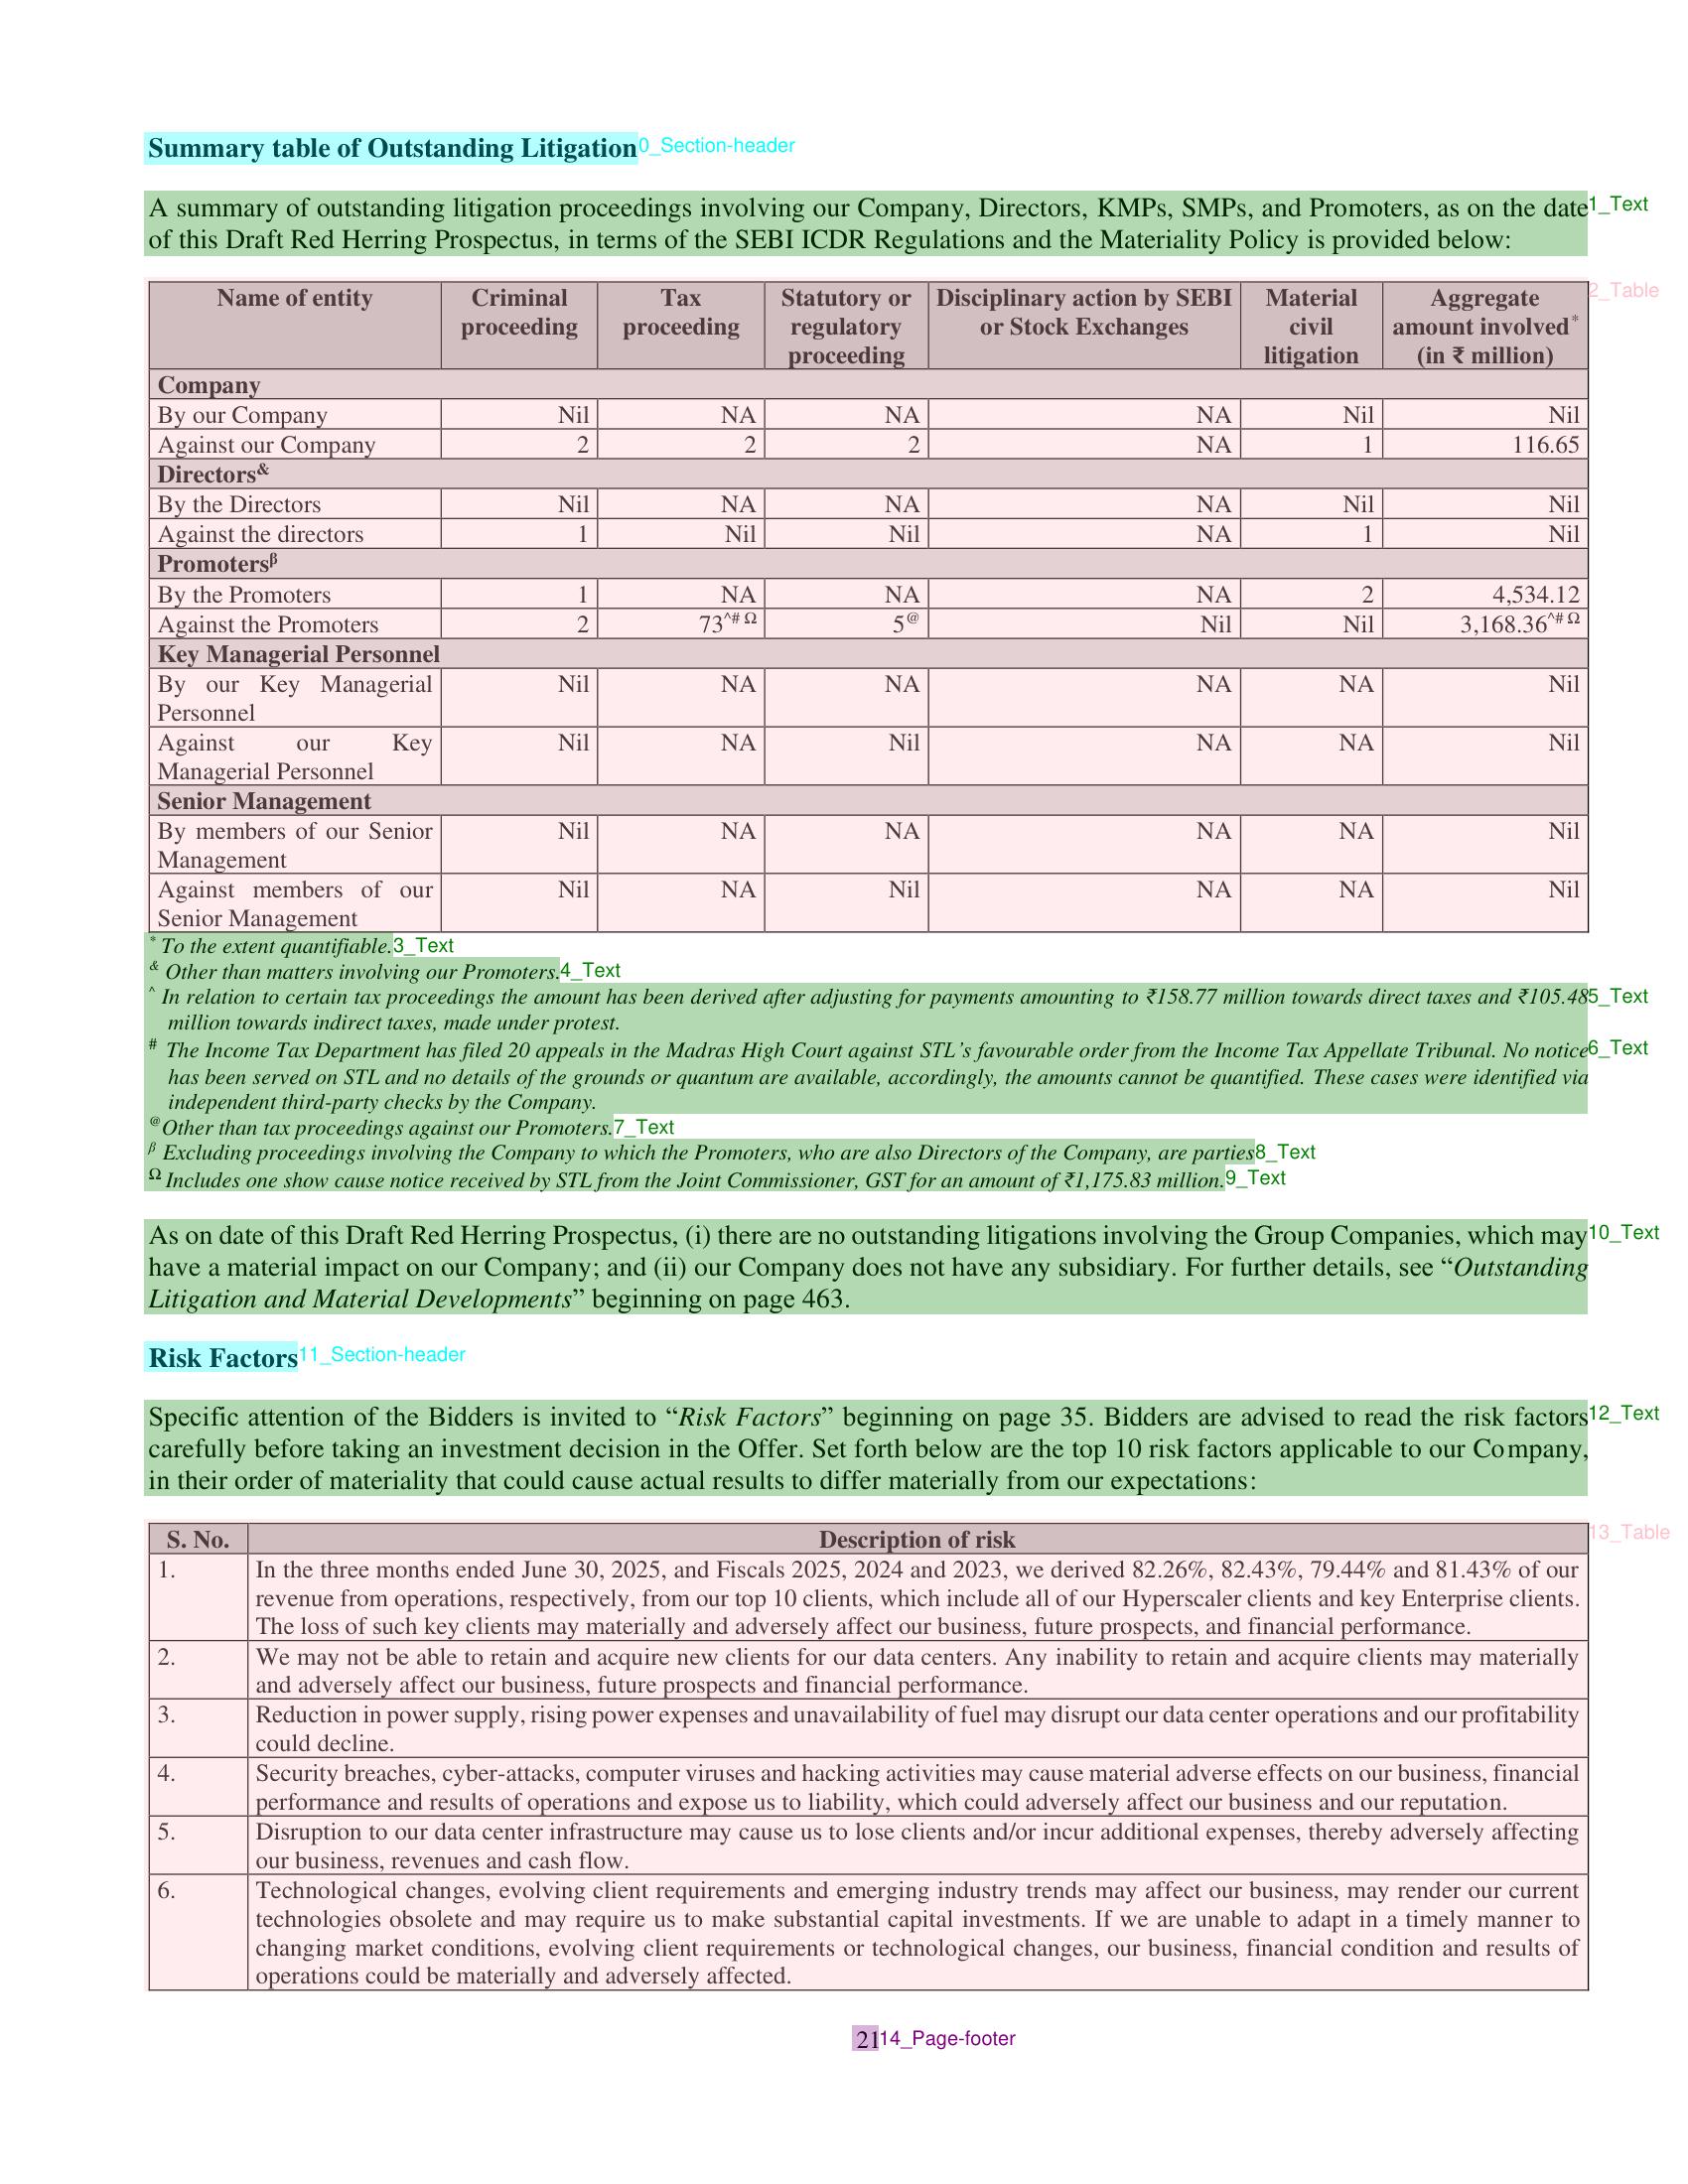 Summary table of Outstanding Litigation 0_Section-header
A summary of outstanding litigation proceedings involving our Company, Directors, KMPs, SMPs, and Promoters, as on the date 1_Text
of this Draft Red Herring Prospectus, in terms of the SEBI ICDR Regulations and the Materiality Policy is provided below:
2_Table
Name of entity | Criminal proceeding | Tax proceeding | Statutory or regulatory proceeding | Disciplinary action by SEBI or Stock Exchanges | Material civil litigation | Aggregate amount involved* (in ₹ million)
Company
By our Company | Nil | NA | NA | NA | Nil | Nil
Against our Company | 2 | 2 | 2 | NA | 1 | 116.65
Directors&
By the Directors | Nil | NA | NA | NA | Nil | Nil
Against the directors | 1 | Nil | Nil | NA | 1 | Nil
Promotersβ
By the Promoters | 1 | NA | NA | NA | 2 | 4,534.12
Against the Promoters | 2 | 73^# Ω | 5@ | Nil | Nil | 3,168.36^# Ω
Key Managerial Personnel
By our Key Managerial Personnel | Nil | NA | NA | NA | NA | Nil
Against our Key Managerial Personnel | Nil | NA | Nil | NA | NA | Nil
Senior Management
By members of our Senior Management | Nil | NA | NA | NA | NA | Nil
Against members of our Senior Management | Nil | NA | Nil | NA | NA | Nil
* To the extent quantifiable. 3_Text
& Other than matters involving our Promoters. 4_Text
^ In relation to certain tax proceedings the amount has been derived after adjusting for payments amounting to ₹158.77 million towards direct taxes and ₹105.48 5_Text
million towards indirect taxes, made under protest.
# The Income Tax Department has filed 20 appeals in the Madras High Court against STL’s favourable order from the Income Tax Appellate Tribunal. No notice 6_Text
has been served on STL and no details of the grounds or quantum are available, accordingly, the amounts cannot be quantified. These cases were identified via
independent third-party checks by the Company.
@Other than tax proceedings against our Promoters. 7_Text
β Excluding proceedings involving the Company to which the Promoters, who are also Directors of the Company, are parties 8_Text
Ω Includes one show cause notice received by STL from the Joint Commissioner, GST for an amount of ₹1,175.83 million. 9_Text
As on date of this Draft Red Herring Prospectus, (i) there are no outstanding litigations involving the Group Companies, which may 10_Text
have a material impact on our Company; and (ii) our Company does not have any subsidiary. For further details, see “Outstanding
Litigation and Material Developments” beginning on page 463.
Risk Factors 11_Section-header
Specific attention of the Bidders is invited to “Risk Factors” beginning on page 35. Bidders are advised to read the risk factors 12_Text
carefully before taking an investment decision in the Offer. Set forth below are the top 10 risk factors applicable to our Company,
in their order of materiality that could cause actual results to differ materially from our expectations:
13_Table
S. No. | Description of risk
1. | In the three months ended June 30, 2025, and Fiscals 2025, 2024 and 2023, we derived 82.26%, 82.43%, 79.44% and 81.43% of our
revenue from operations, respectively, from our top 10 clients, which include all of our Hyperscaler clients and key Enterprise clients.
The loss of such key clients may materially and adversely affect our business, future prospects, and financial performance.
2. | We may not be able to retain and acquire new clients for our data centers. Any inability to retain and acquire clients may materially
and adversely affect our business, future prospects and financial performance.
3. | Reduction in power supply, rising power expenses and unavailability of fuel may disrupt our data center operations and our profitability
could decline.
4. | Security breaches, cyber-attacks, computer viruses and hacking activities may cause material adverse effects on our business, financial
performance and results of operations and expose us to liability, which could adversely affect our business and our reputation.
5. | Disruption to our data center infrastructure may cause us to lose clients and/or incur additional expenses, thereby adversely affecting
our business, revenues and cash flow.
6. | Technological changes, evolving client requirements and emerging industry trends may affect our business, may render our current
technologies obsolete and may require us to make substantial capital investments. If we are unable to adapt in a timely manner to
changing market conditions, evolving client requirements or technological changes, our business, financial condition and results of
operations could be materially and adversely affected.
21 14_Page-footer